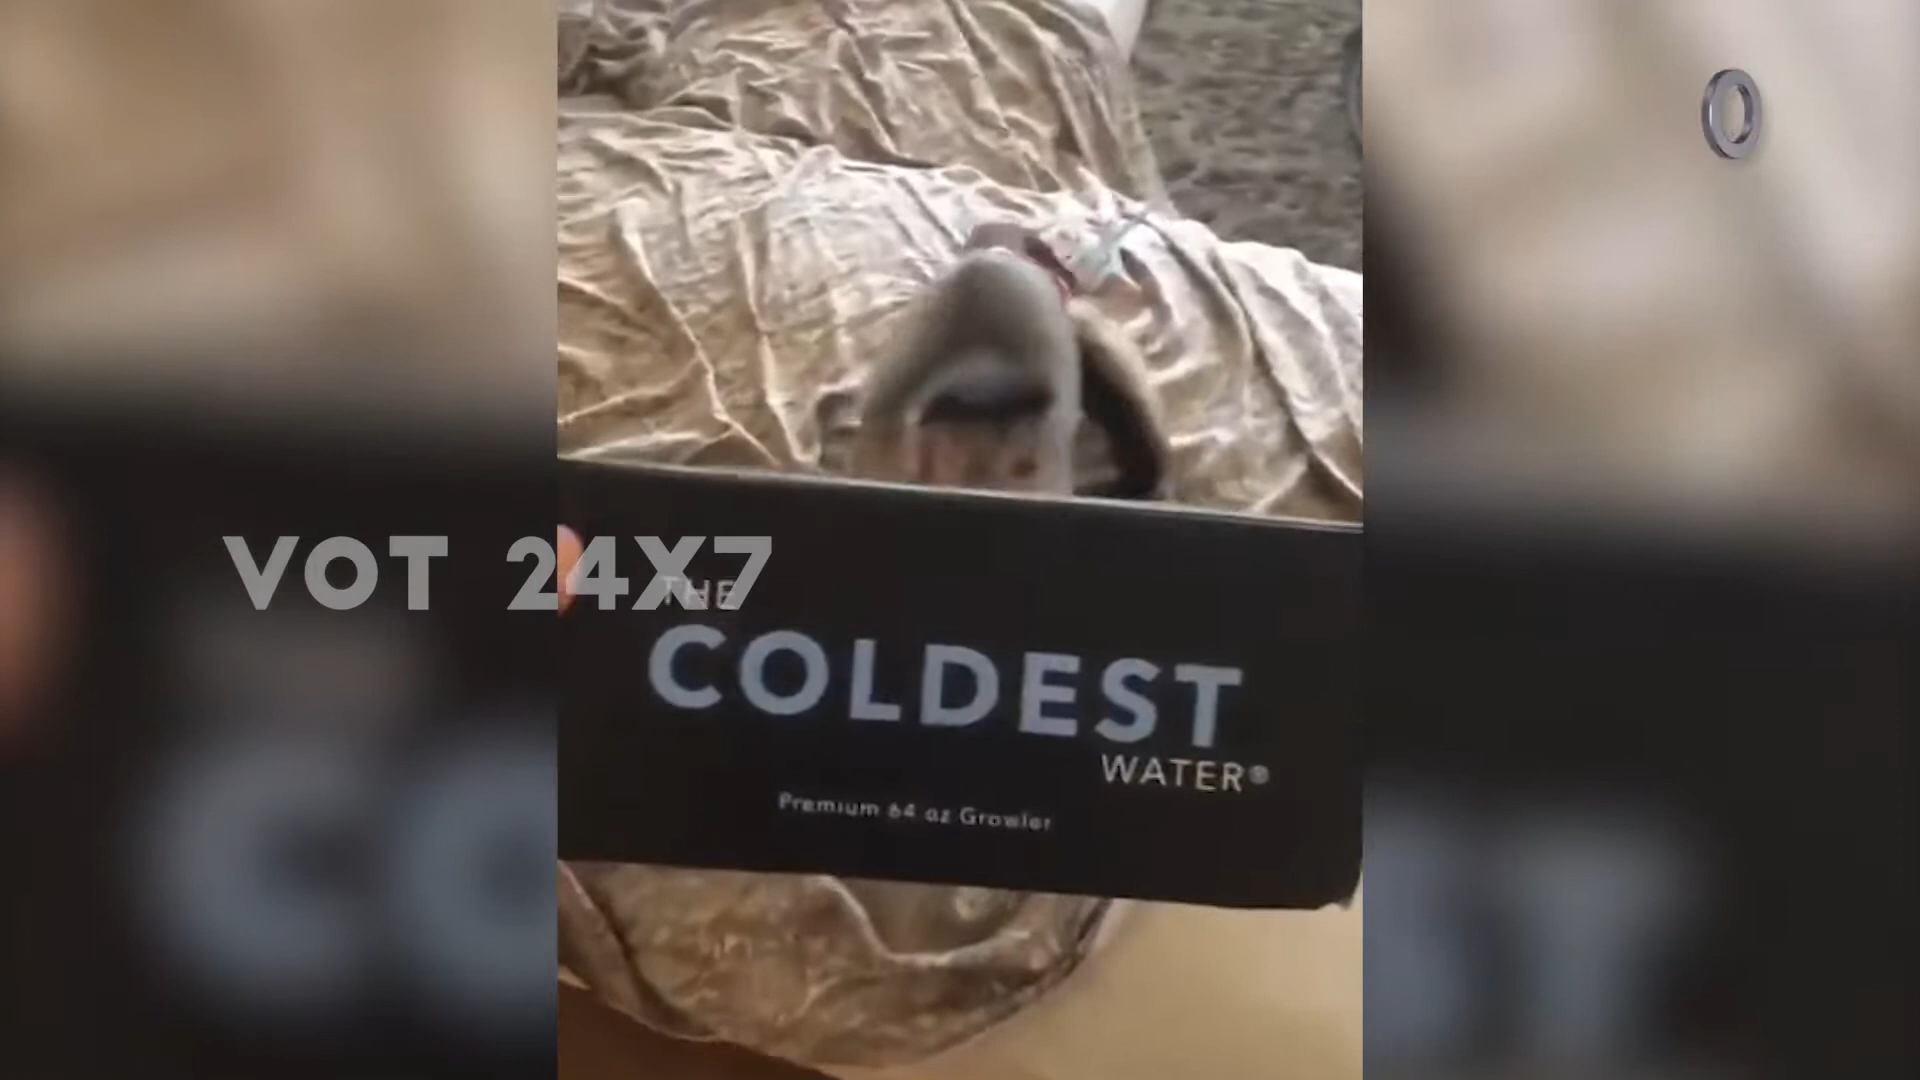 VOT 24X7
THE
COLDEST
WATER®
Premium 64 oz Growler